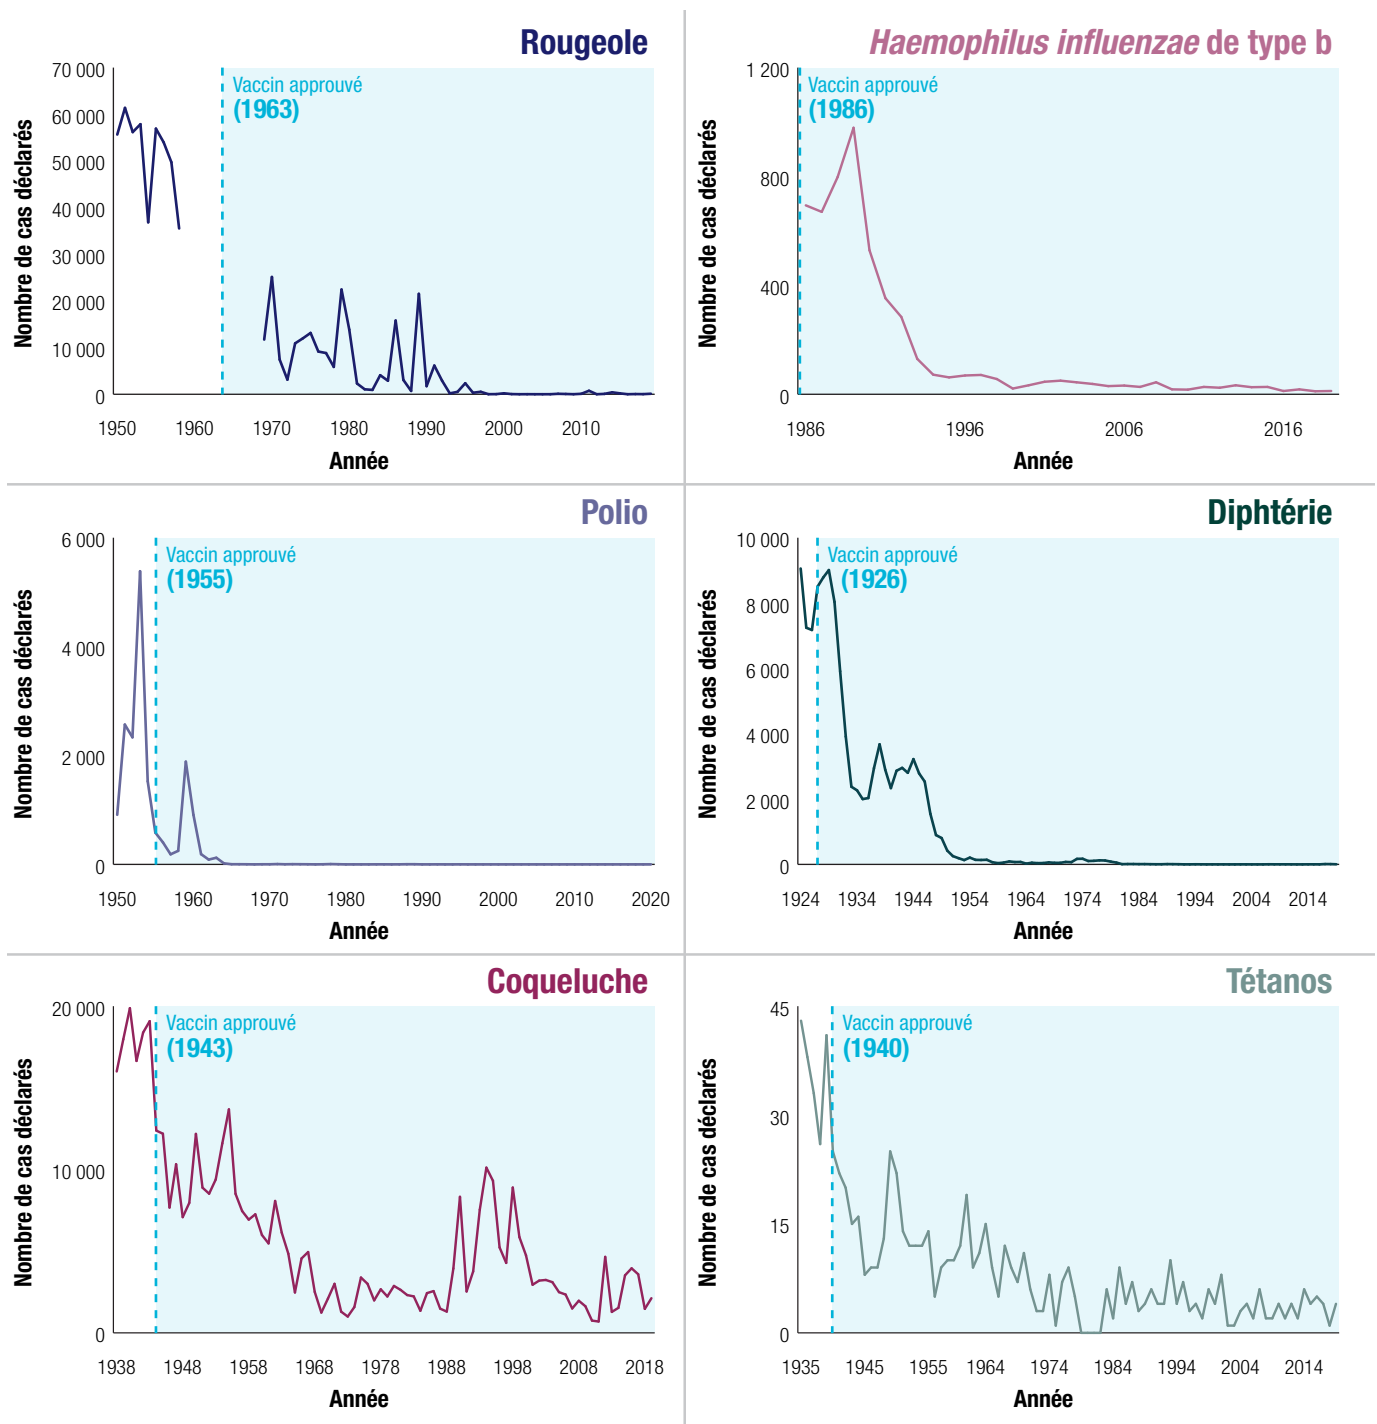 Rougeole
Nombre de cas déclarés
70 000
60 000
50 000
40 000
30 000
20 000
10 000
0
Vaccin approuvé
(1963)
1950 1960 1970 1980 1990 2000 2010
Année
Haemophilus influenzae de type b
Nombre de cas déclarés
1 200
800
400
0
Vaccin approuvé
(1986)
1986 1996 2006 2016
Année
Polio
Nombre de cas déclarés
6 000
4 000
2 000
0
Vaccin approuvé
(1955)
1950 1960 1970 1980 1990 2000 2010 2020
Année
Diphtérie
Nombre de cas déclarés
10 000
8 000
6 000
4 000
2 000
0
Vaccin approuvé
(1926)
1924 1934 1944 1954 1964 1974 1984 1994 2004 2014
Année
Coqueluche
Nombre de cas déclarés
20 000
10 000
0
Vaccin approuvé
(1943)
1938 1948 1958 1968 1978 1988 1998 2008 2018
Année
Tétanos
Nombre de cas déclarés
45
30
15
0
Vaccin approuvé
(1940)
1935 1945 1955 1964 1974 1984 1994 2004 2014
Année